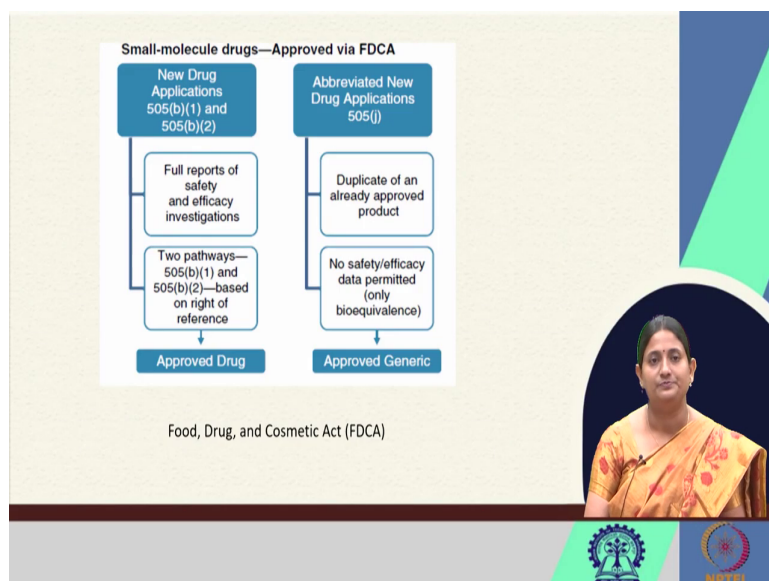 Small-molecule drugs—Approved via FDCA
New Drug
Applications
505(b)(1) and
505(b)(2)
Full reports of
safety
and efficacy
investigations
Two pathways—
505(b)(1) and
505(b)(2)—based
on right of
reference
Approved Drug
Abbreviated New
Drug Applications
505(j)
Duplicate of an
already approved
product
No safety/efficacy
data permitted
(only
bioequivalence)
Approved Generic
Food, Drug, and Cosmetic Act (FDCA)
NPTEL